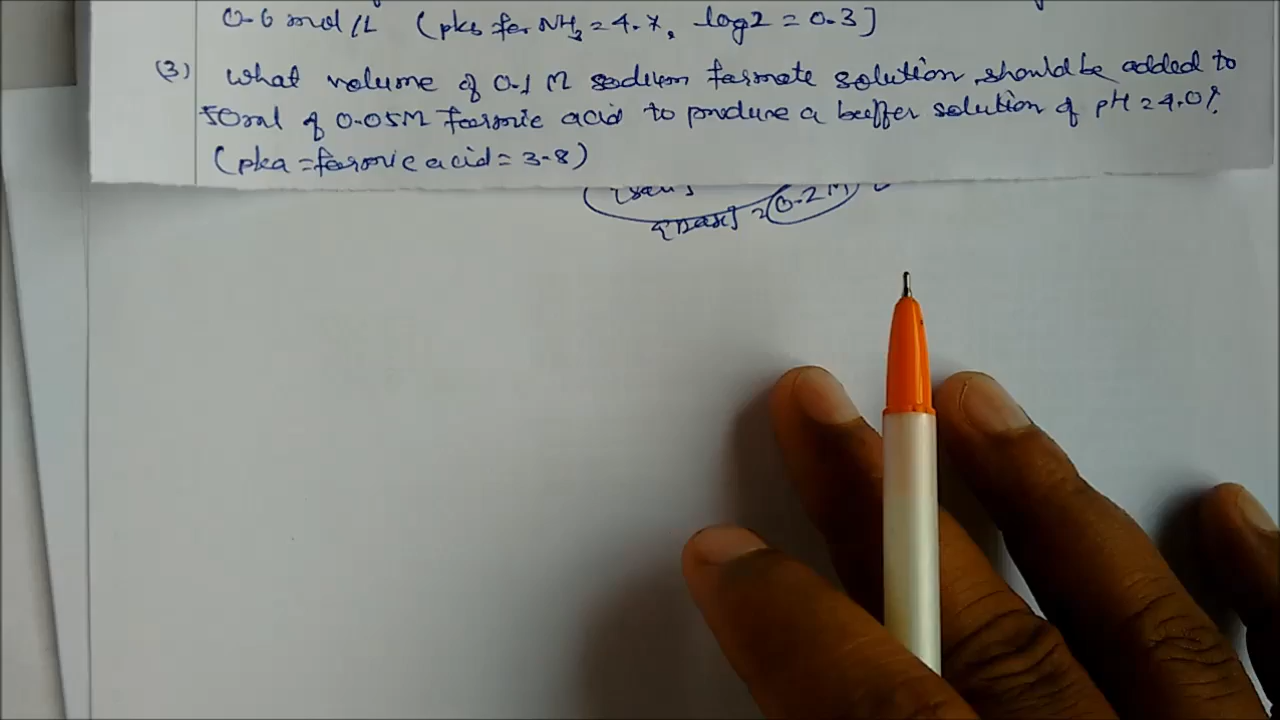 0.6 mol/L (pkb for NH3 = 4.7, log2 = 0.3]
(3) What volume of 0.1 M sodium formate solution should be added to
50ml of 0.05M formic acid to produce a buffer solution of pH = 4.0?
(pka = formic acid = 3.8)
[base] = 0.2 M